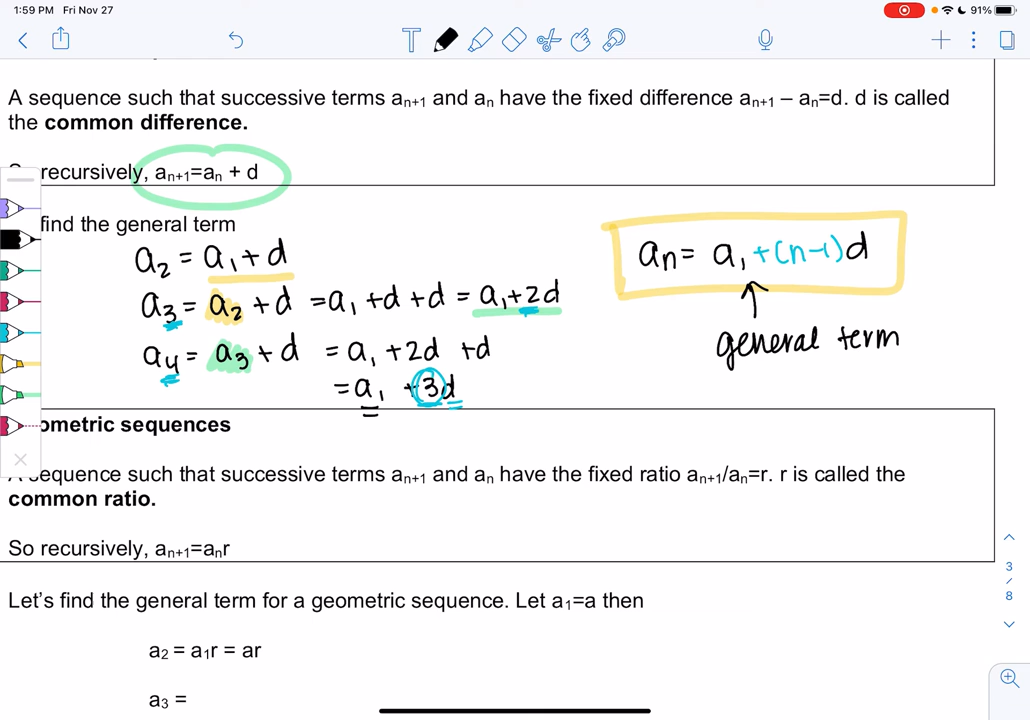 1:59 PM Fri Nov 27
91%
T
A sequence such that successive terms aₙ₊₁ and aₙ have the fixed difference aₙ₊₁ – aₙ=d. d is called
the common difference.
recursively, aₙ₊₁=aₙ + d
find the general term
a₂ = a₁ + d
a₃ = a₂ + d = a₁ + d + d = a₁ + 2d
a₄ = a₃ + d = a₁ + 2d + d
= a₁ + 3d
aₙ = a₁ + (n-1)d
general term
ometric sequences
sequence such that successive terms aₙ₊₁ and aₙ have the fixed ratio aₙ₊₁/aₙ=r. r is called the
common ratio.
So recursively, aₙ₊₁=aₙr
3
/
8
Let's find the general term for a geometric sequence. Let a₁=a then
a₂ = a₁r = ar
a₃ =